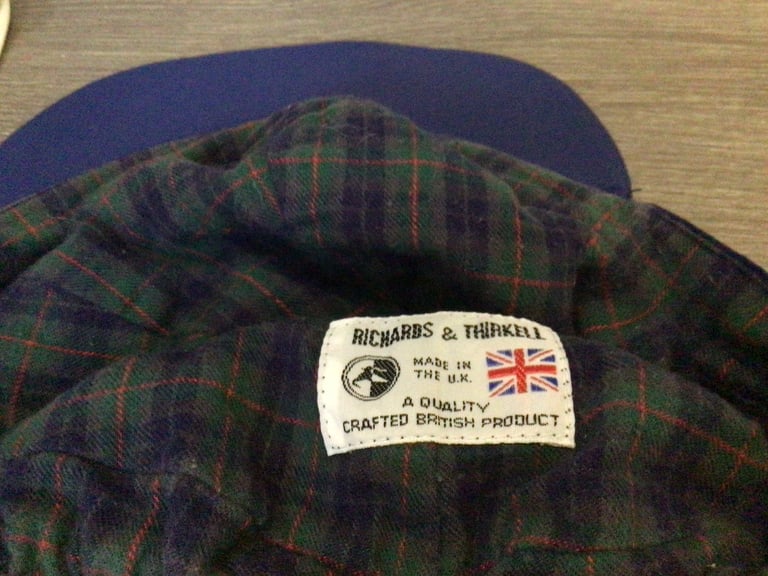 RICHARDS & THIRKELL
MADE IN
THE U.K.
A QUALITY
CRAFTED BRITISH PRODUCT